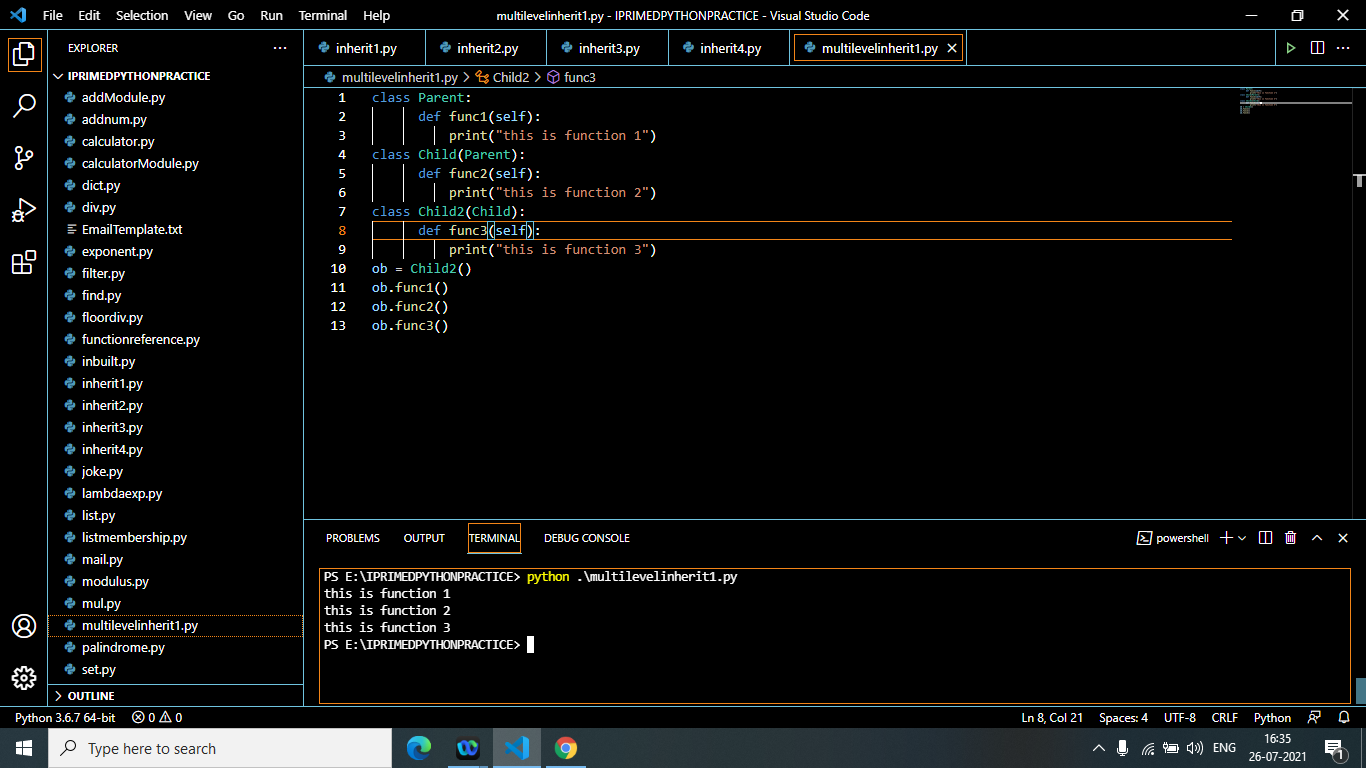 File Edit Selection View Go Run Terminal Help
multilevelinherit1.py - IPRIMEDPYTHONPRACTICE - Visual Studio Code
EXPLORER
IPRIMEDPYTHONPRACTICE
addModule.py
addnum.py
calculator.py
calculatorModule.py
dict.py
div.py
EmailTemplate.txt
exponent.py
filter.py
find.py
floordiv.py
functionreference.py
inbuilt.py
inherit1.py
inherit2.py
inherit3.py
inherit4.py
joke.py
lambdaexp.py
list.py
listmembership.py
mail.py
modulus.py
mul.py
multilevelinherit1.py
palindrome.py
set.py
OUTLINE
inherit1.py inherit2.py inherit3.py inherit4.py multilevelinherit1.py
multilevelinherit1.py > Child2 > func3
1 class Parent:
2 def func1(self):
3 print("this is function 1")
4 class Child(Parent):
5 def func2(self):
6 print("this is function 2")
7 class Child2(Child):
8 def func3(self):
9 print("this is function 3")
10 ob = Child2()
11 ob.func1()
12 ob.func2()
13 ob.func3()
PROBLEMS OUTPUT TERMINAL DEBUG CONSOLE
powershell
PS E:\IPRIMEDPYTHONPRACTICE> python .\multilevelinherit1.py
this is function 1
this is function 2
this is function 3
PS E:\IPRIMEDPYTHONPRACTICE>
Python 3.6.7 64-bit 0 0
Ln 8, Col 21 Spaces: 4 UTF-8 CRLF Python
Type here to search
ENG
16:35
26-07-2021
1